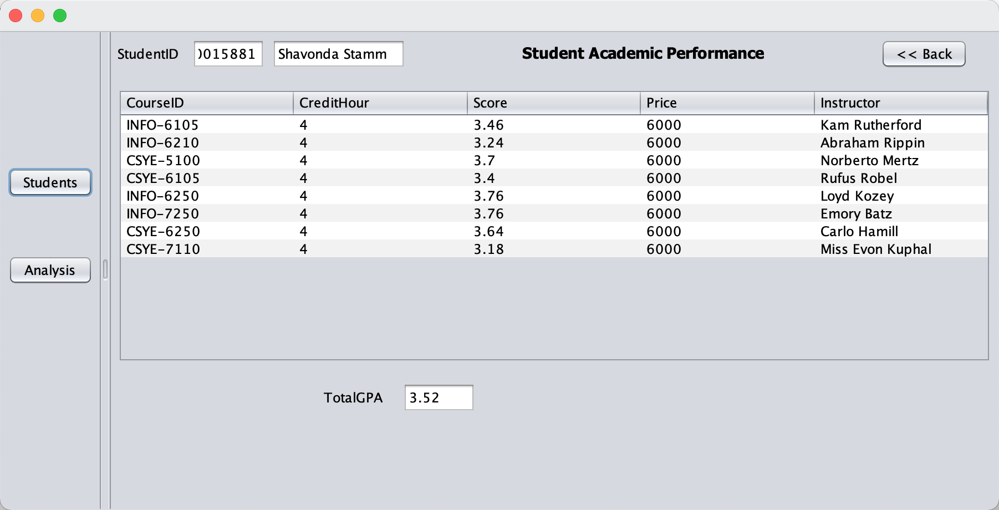 StudentID 0015881 Shavonda Stamm Student Academic Performance << Back
CourseID CreditHour Score Price Instructor
INFO-6105 4 3.46 6000 Kam Rutherford
INFO-6210 4 3.24 6000 Abraham Rippin
CSYE-5100 4 3.7 6000 Norberto Mertz
CSYE-6105 4 3.4 6000 Rufus Robel
INFO-6250 4 3.76 6000 Loyd Kozey
INFO-7250 4 3.76 6000 Emory Batz
CSYE-6250 4 3.64 6000 Carlo Hamill
CSYE-7110 4 3.18 6000 Miss Evon Kuphal
Students
Analysis
TotalGPA 3.52